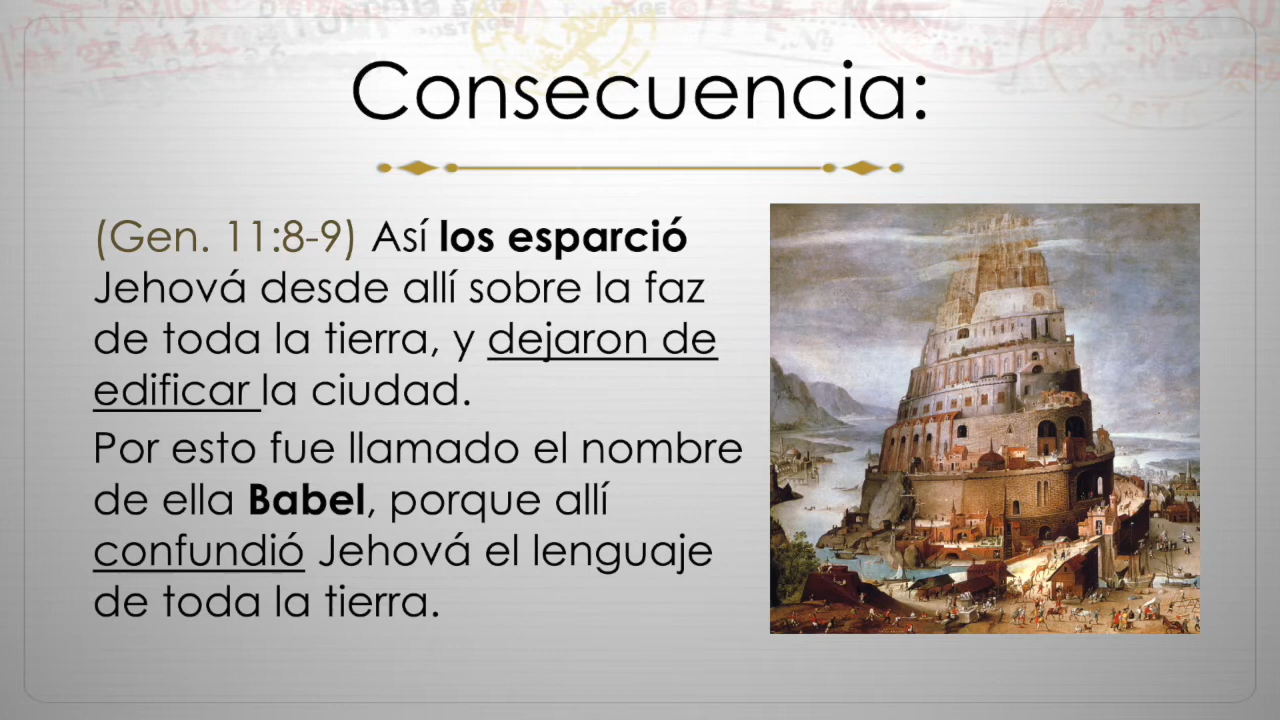 Consecuencia:
(Gen. 11:8-9) Así los esparció
Jehová desde allí sobre la faz
de toda la tierra, y dejaron de
edificar la ciudad.
Por esto fue llamado el nombre
de ella Babel, porque allí
confundió Jehová el lenguaje
de toda la tierra.